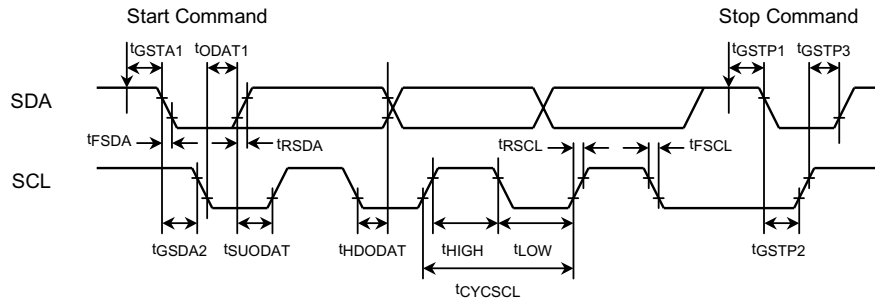 Start Command Stop Command
tGSTA1 tODAT1 tGSTP1 tGSTP3
SDA
tFSDA tRSDA tRSCL tFSCL
SCL
tGSDA2 tSUODAT tHDODAT tHIGH tLOW tGSTP2
tCYCSCL